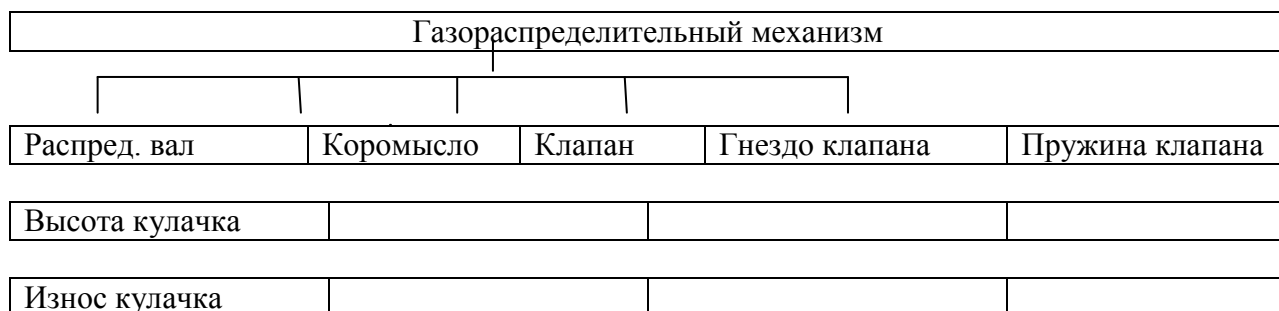 Газораспределительный механизм
Распред. вал Коромысло Клапан Гнездо клапана Пружина клапана
Высота кулачка
Износ кулачка